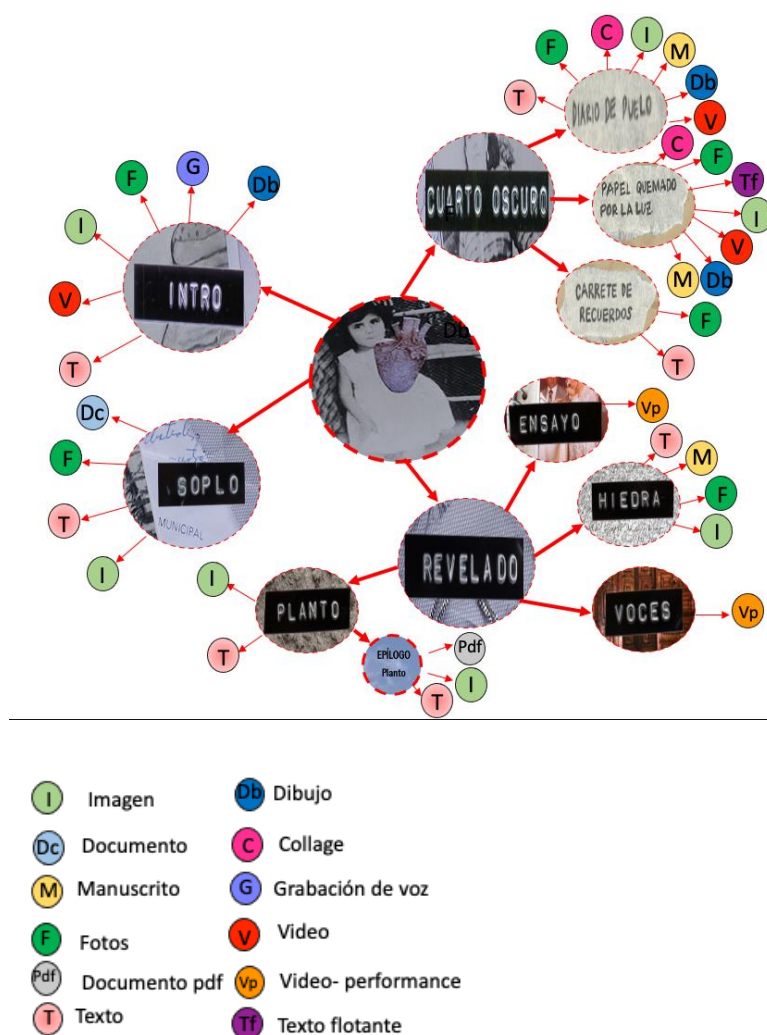 C
I
F
M
Db
T
DIARIO DE DUELO
V
C
F
G
F
Db
PAPEL QUEMADO
POR LA LUZ
Tf
CUARTO OSCURO
F
I
I
V
INTRO
M
Db
V
CARRETE DE
RECUERDOS
F
Db
T
T
Dc
ENSAYO
Vp
T
F
M
SOPLO
HIEDRA
F
T
MUNICIPAL
I
I
REVELADO
I
PLANTO
VOCES
Vp
T
EPÍLOGO
Planto
Pdf
I
T
I Imagen
Db Dibujo
Dc Documento
C Collage
M Manuscrito
G Grabación de voz
F Fotos
V Video
Pdf Documento pdf
Vp Video- performance
T Texto
Tf Texto flotante